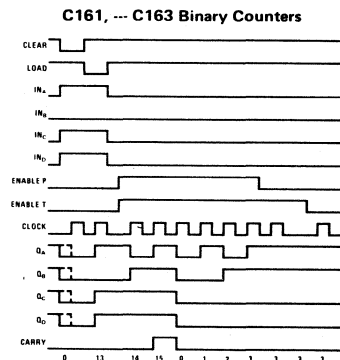 C161, --- C163 Binary Counters
CLEAR
LOAD
INA
INB
INC
IND
ENABLE P
ENABLE T
CLOCK
QA
QB
QC
QD
CARRY
0 13 14 15 0 1 2 3 3 3 3